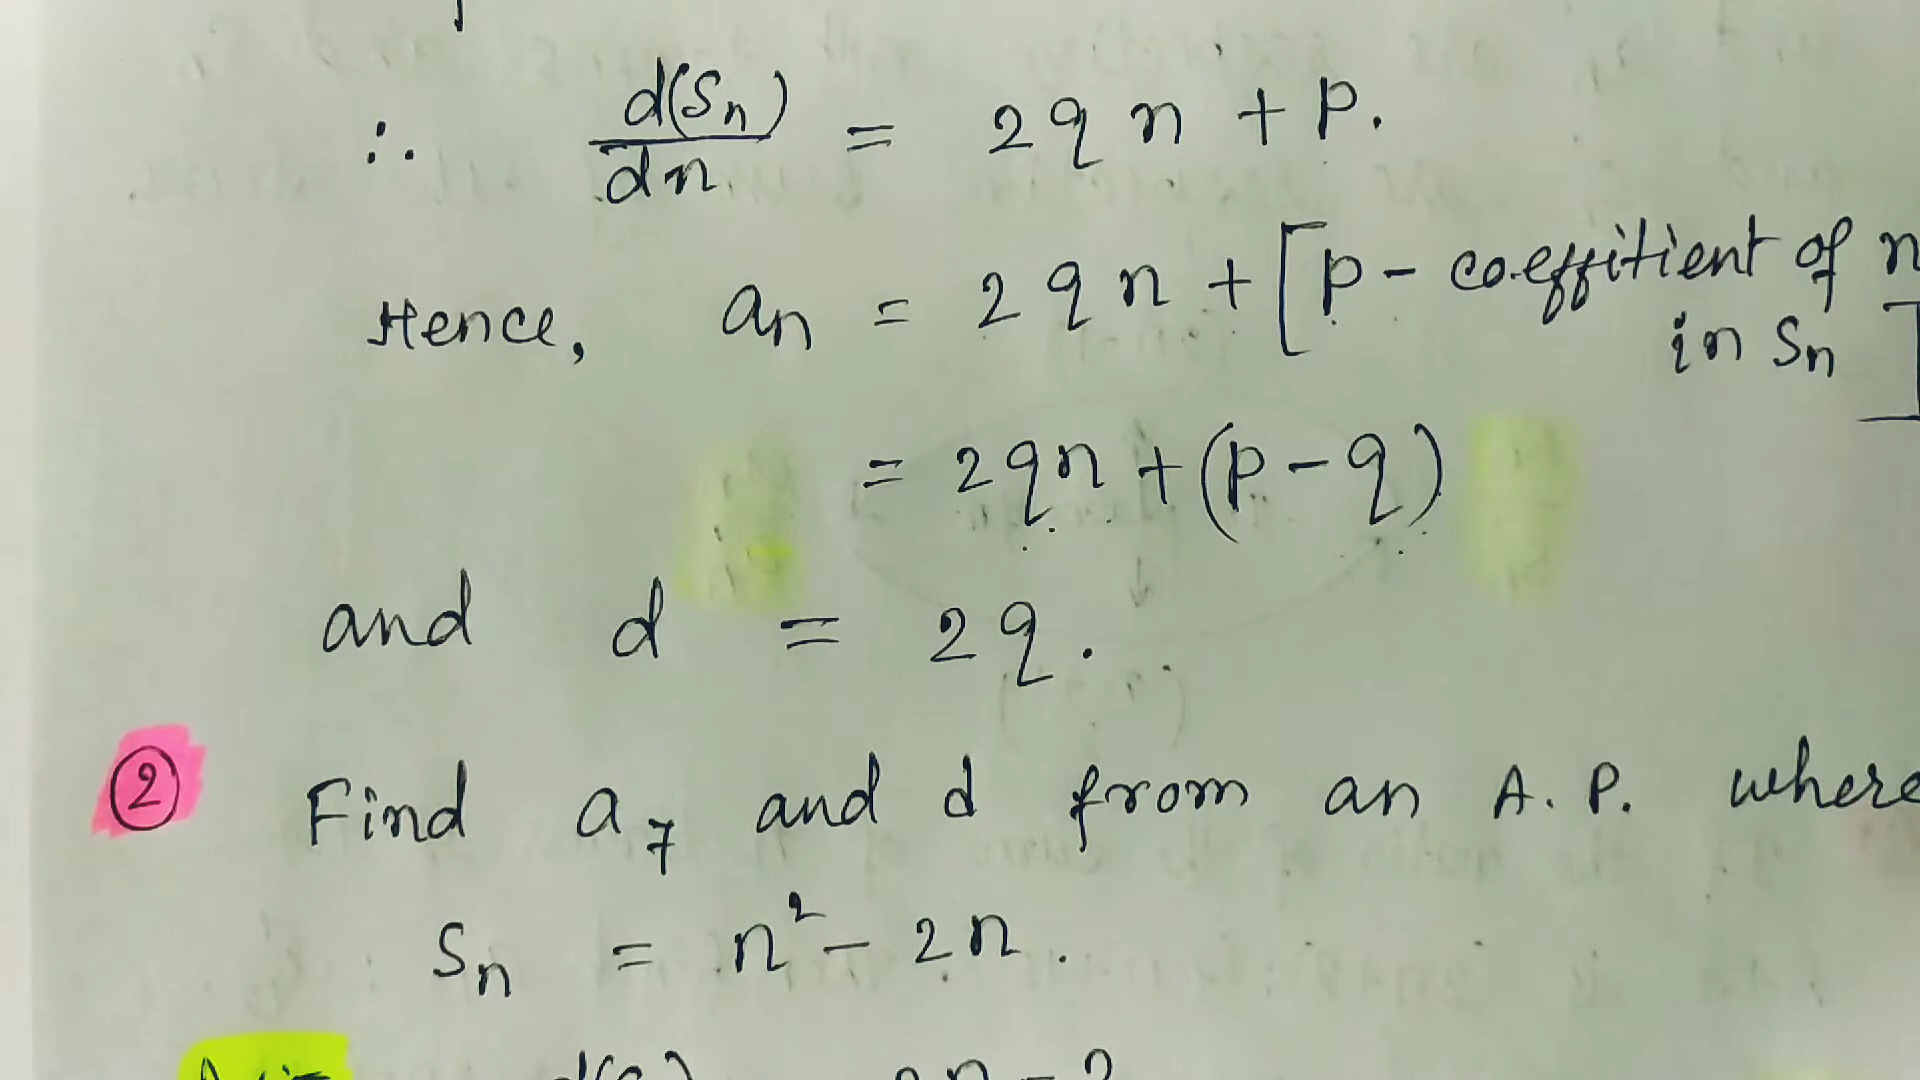 ∴ d(Sn)/dn = 2qn + p.
Hence, an = 2qn + [p - coeffitient of n
in Sn]
= 2qn + (p - q)
and d = 2q.
② Find a₇ and d from an A.P. where
Sn = n² - 2n.